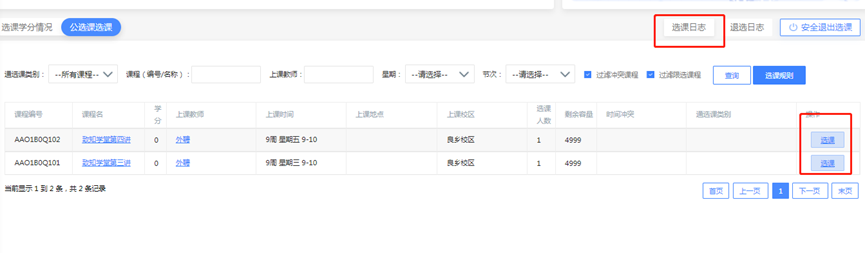 选课学分情况 公选课选课 选课日志 退选日志 安全退出选课
通选课类别： --所有课程-- 课程（编号/名称）： 上课教师： 星期： --请选择-- 节次： --请选择-- 过滤冲突课程 过滤限选课程 查询 选课规则
课程编号 课程名 学分 上课教师 上课时间 上课地点 上课校区 选课人数 剩余容量 时间冲突 通选课类别 操作
AAO1B0Q102 致知学堂第四讲 0 外聘 9周 星期五 9-10 良乡校区 1 4999 选课
AAO1B0Q101 致知学堂第三讲 0 外聘 9周 星期三 9-10 良乡校区 1 4999 选课
当前显示 1 到 2 条，共 2 条记录 首页 上一页 1 下一页 末页